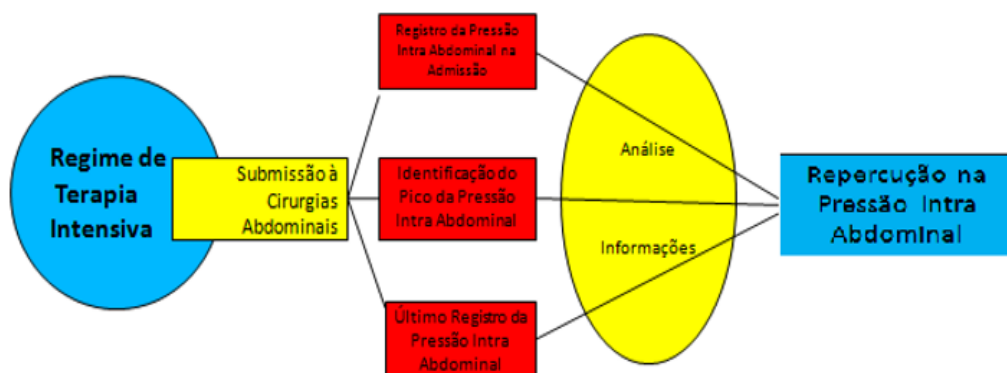 Regime de
Terapia
Intensiva
Submissão à
Cirurgias
Abdominais
Registro da Pressão
Intra Abdominal na
Admissão
Identificação do
Pico da Pressão
Intra Abdominal
Último Registro da
Pressão Intra
Abdominal
Análise
Informações
Repercução na
Pressão Intra
Abdominal